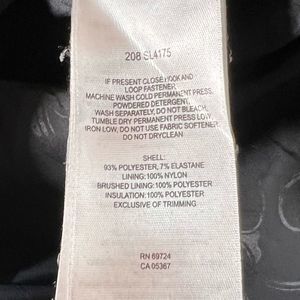 208 SL4175
IF PRESENT CLOSE HOOK AND
LOOP FASTENER
MACHINE WASH COLD PERMANENT PRESS,
POWDERED DETERGENT,
WASH SEPARATELY, DO NOT BLEACH,
TUMBLE DRY PERMANENT PRESS LOW,
IRON LOW, DO NOT USE FABRIC SOFTENER
DO NOT DRYCLEAN
SHELL:
93% POLYESTER, 7% ELASTANE
LINING: 100% NYLON
BRUSHED LINING: 100% POLYESTER
INSULATION: 100% POLYESTER
EXCLUSIVE OF TRIMMING
RN 69724
CA 05367